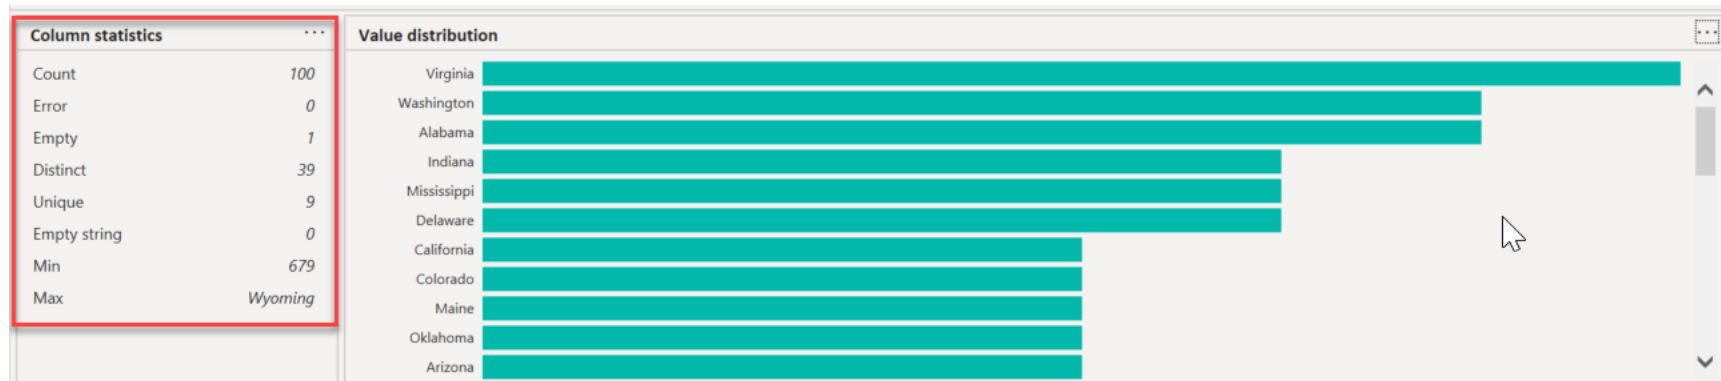 Column statistics ...
Count 100
Error 0
Empty 1
Distinct 39
Unique 9
Empty string 0
Min 679
Max Wyoming
Value distribution ...
Virginia
Washington
Alabama
Indiana
Mississippi
Delaware
California
Colorado
Maine
Oklahoma
Arizona